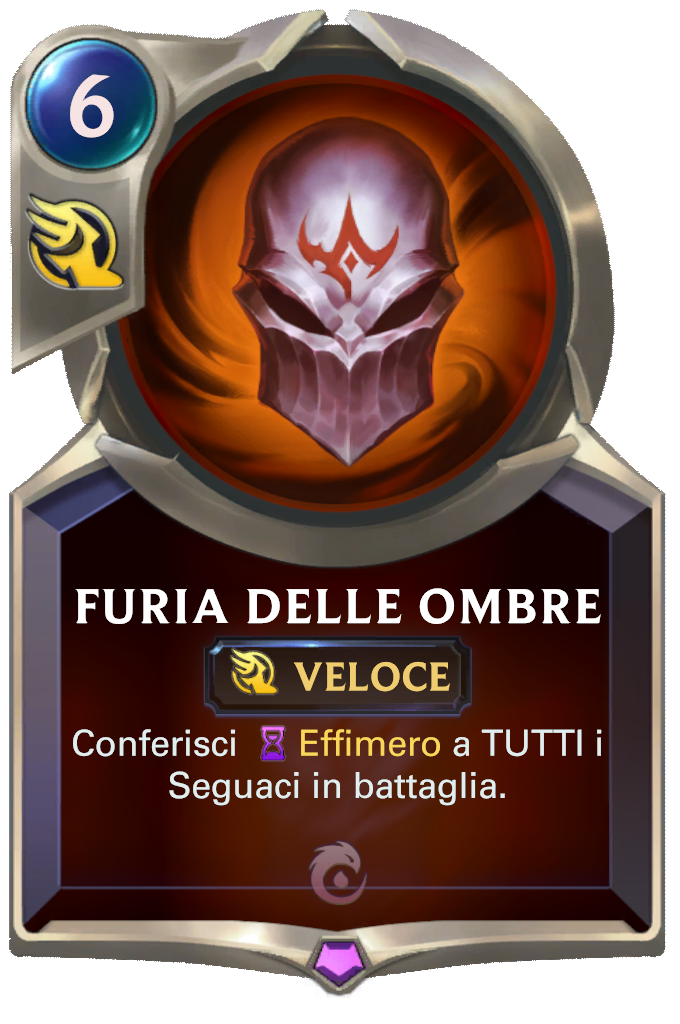 6
FURIA DELLE OMBRE
VELOCE
Conferisci Effimero a TUTTI i
Seguaci in battaglia.